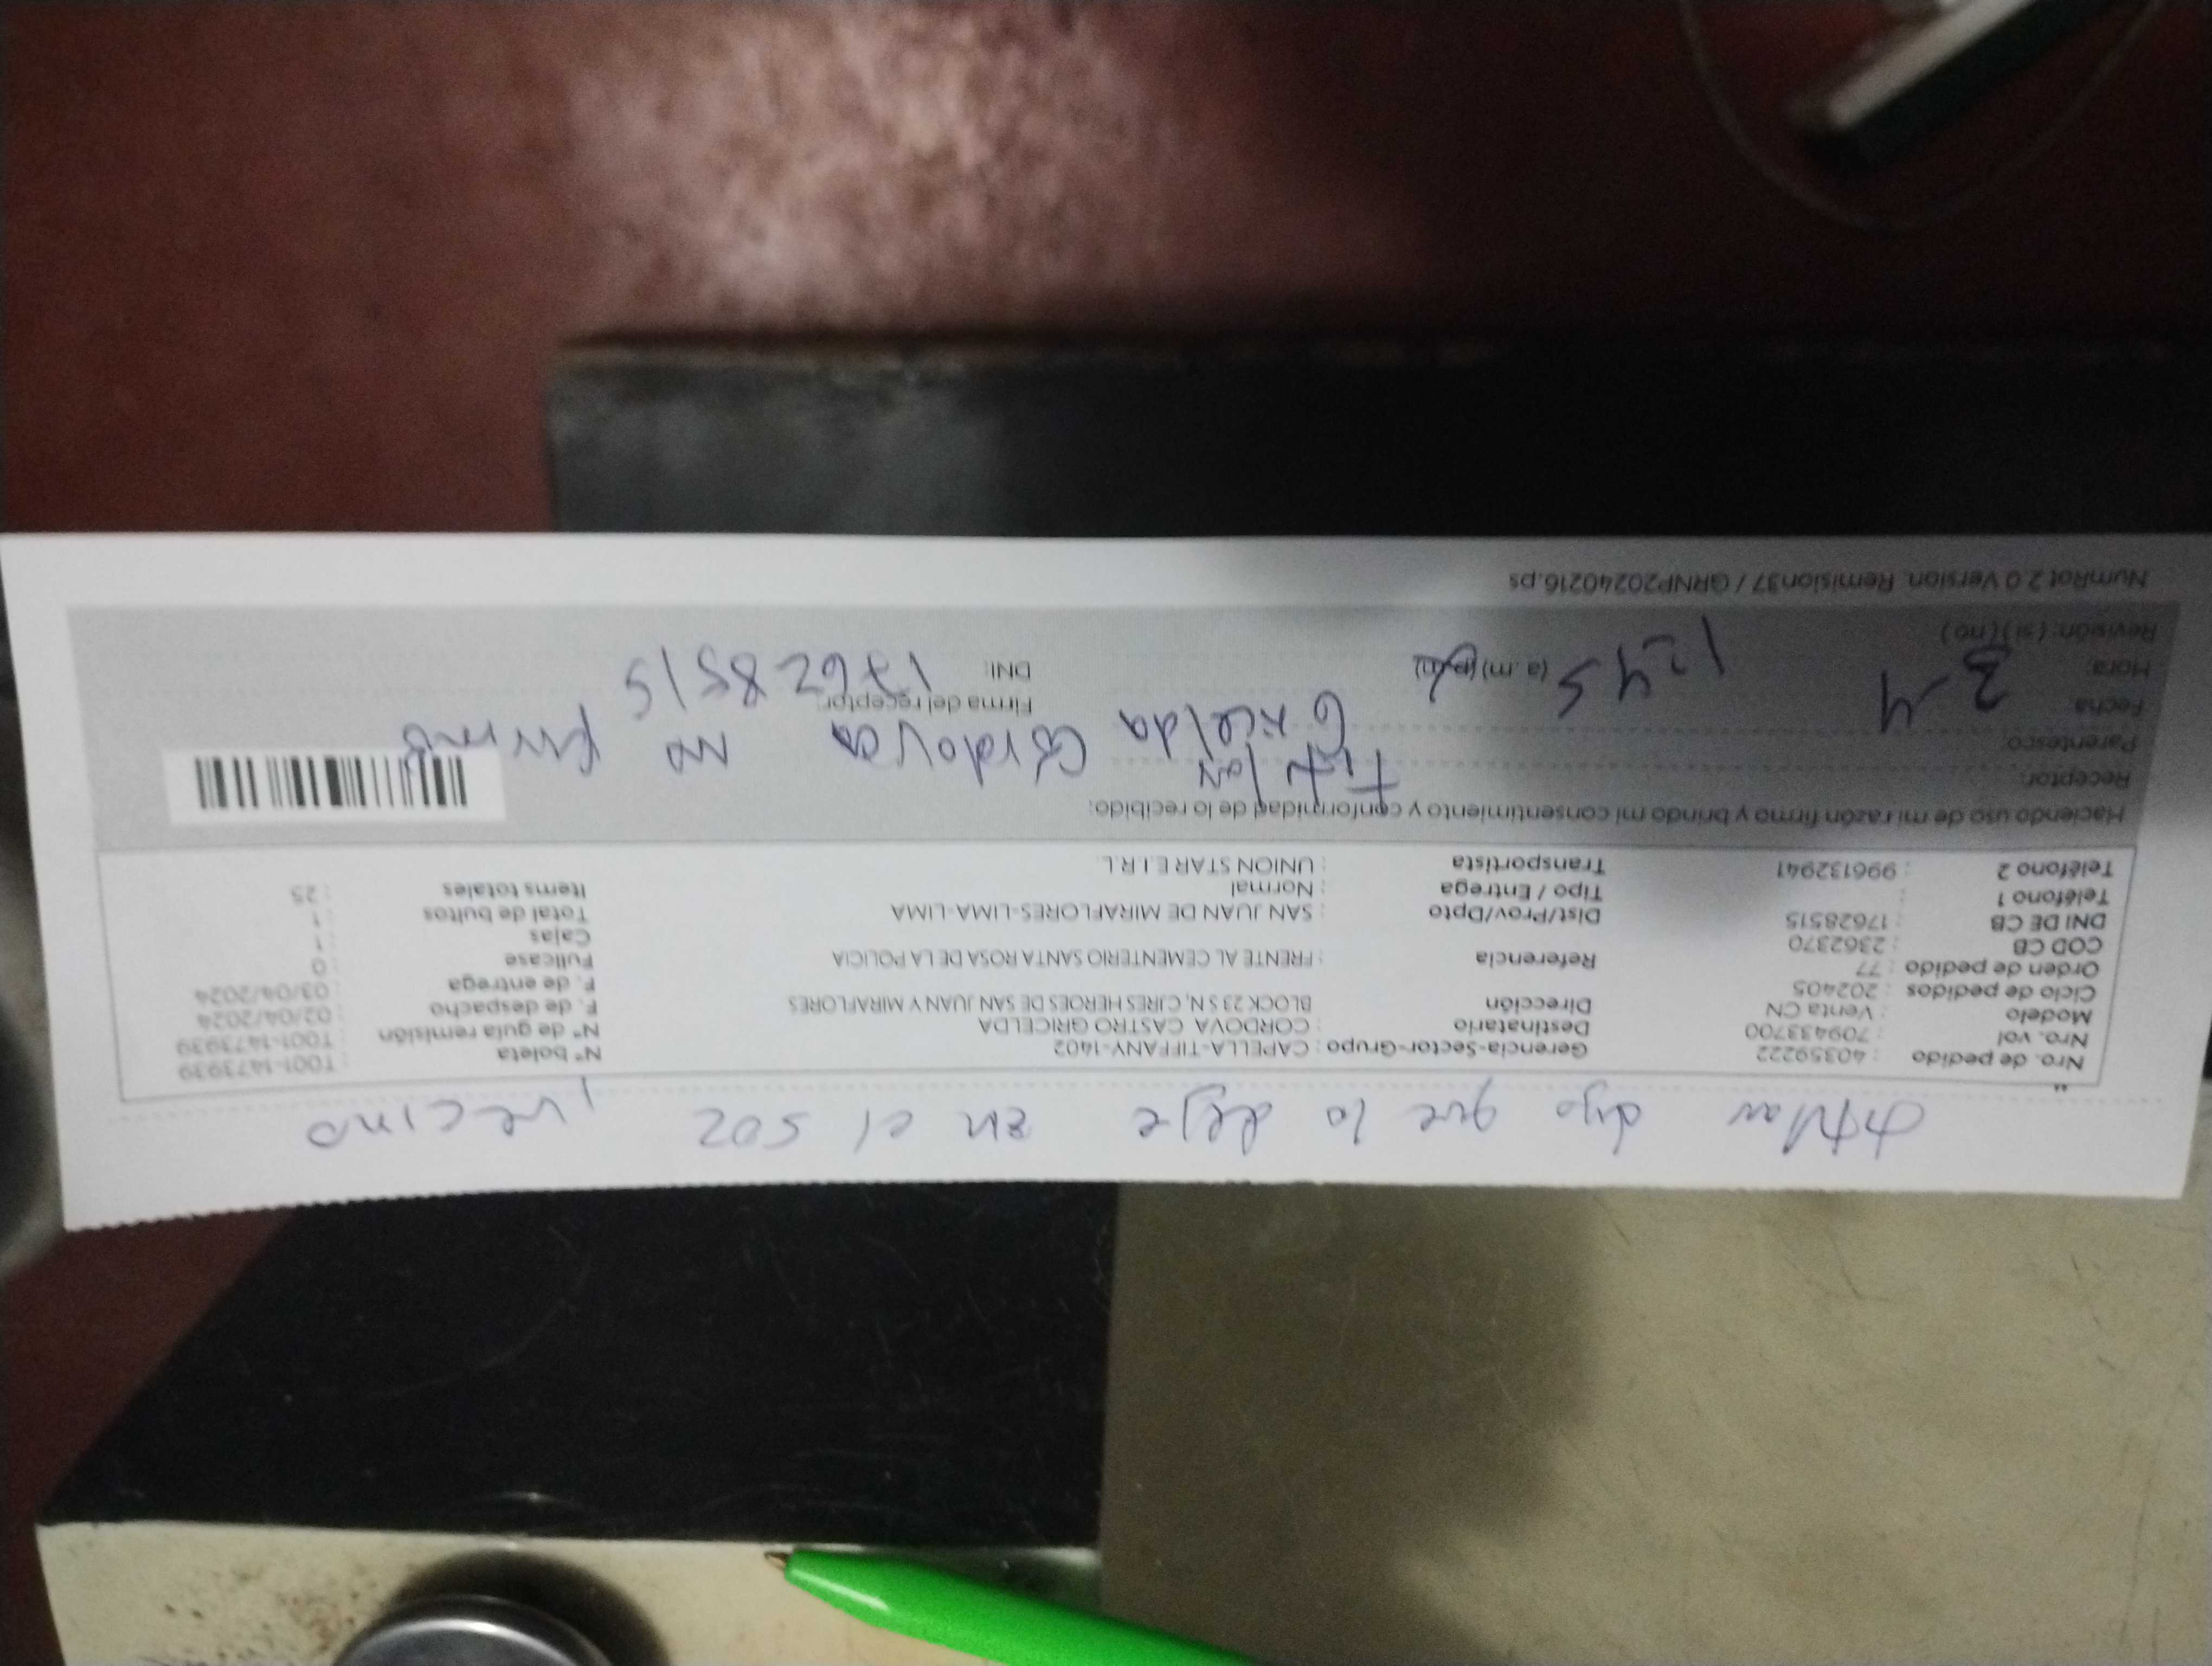 titular dijo que lo deje en el 502 vecino
Nro. de pedido : 40359222 Gerencia-Sector-Grupo : CAPELLA-TIFFANY-1402 N° boleta : T001-1473939
Nro. vol : 709433700 Destinatario : CORDOVA CASTRO GRICELDA N° de guía remisión : T001-1473939
Modelo : Venta CN Dirección BLOCK 23 S N, CJRES HEROES DE SAN JUAN Y MIRAFLORES F. de despacho : 02/04/2024
Ciclo de pedidos : 202405 F. de entrega : 03/04/2024
Orden de pedido : 77 Referencia : FRENTE AL CEMENTERIO SANTA ROSA DE LA POLICIA Fullcase : 0
COD CB : 2362370 Cajas : 1
DNI DE CB : 17628515 Dist/Prov/Dpto : SAN JUAN DE MIRAFLORES-LIMA-LIMA Total de bultos : 1
Teléfono 1 : Tipo / Entrega : Normal Items totales : 25
Teléfono 2 : 996132941 Transportista : UNION STAR E.I.R.L.
Haciendo uso de mi razón firmo y brindo mi consentimiento y conformidad de lo recibido:
Receptor: titular
Parentesco: Gricelda Cordova no firmo
Fecha: 3-4 Firma del receptor:
Hora: 1-45 (a.m)(p.m) DNI: 17628515
Revisión: (si) (no)
NumRot 2.0 Version. Remision37 / GRNP20240216.ps